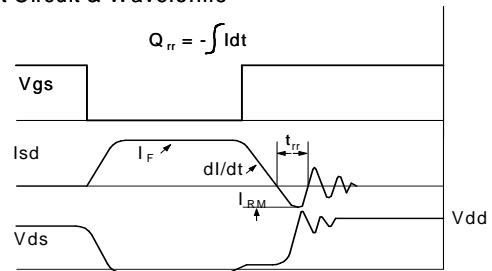 Q rr = - ∫ Idt
Vgs
Isd
I F
dI/dt
t rr
I RM
Vds
Vdd